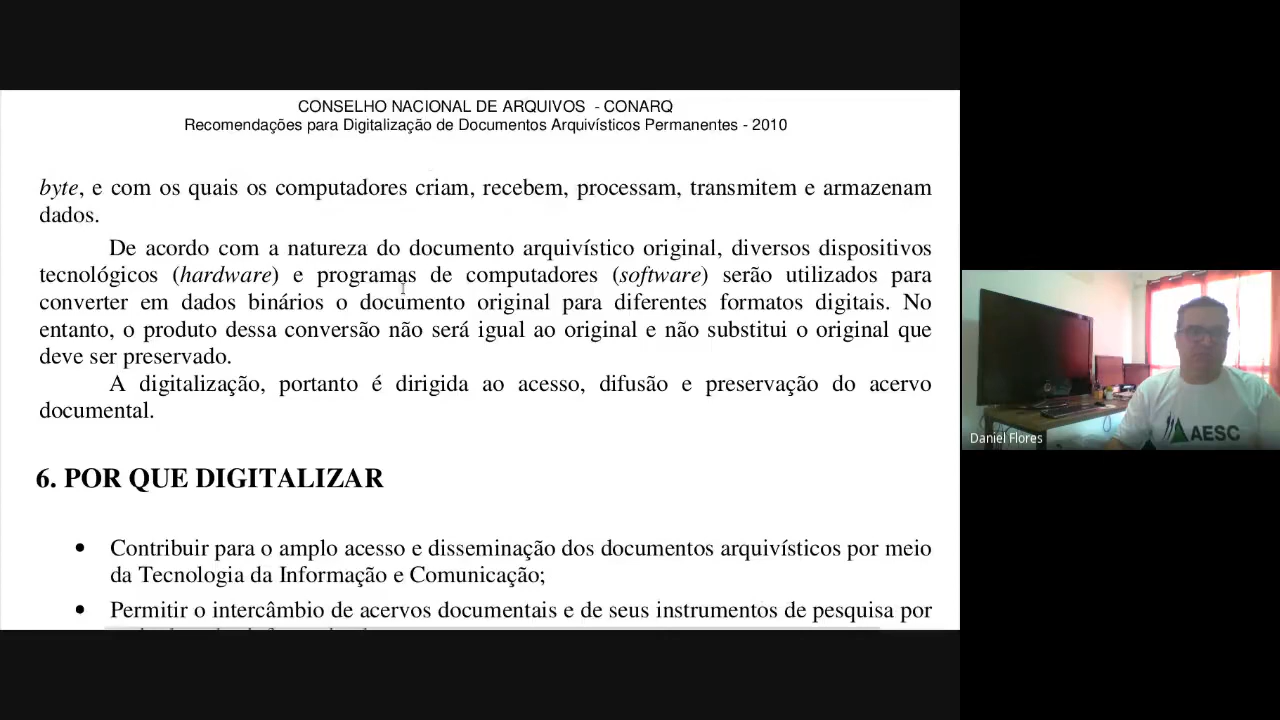 CONSELHO NACIONAL DE ARQUIVOS - CONARQ
Recomendações para Digitalização de Documentos Arquivísticos Permanentes - 2010
byte, e com os quais os computadores criam, recebem, processam, transmitem e armazenam
dados.
De acordo com a natureza do documento arquivístico original, diversos dispositivos
tecnológicos (hardware) e programas de computadores (software) serão utilizados para
converter em dados binários o documento original para diferentes formatos digitais. No
entanto, o produto dessa conversão não será igual ao original e não substitui o original que
deve ser preservado.
A digitalização, portanto é dirigida ao acesso, difusão e preservação do acervo
documental.
6. POR QUE DIGITALIZAR
• Contribuir para o amplo acesso e disseminação dos documentos arquivísticos por meio
da Tecnologia da Informação e Comunicação;
• Permitir o intercâmbio de acervos documentais e de seus instrumentos de pesquisa por
AESC
Daniel Flores